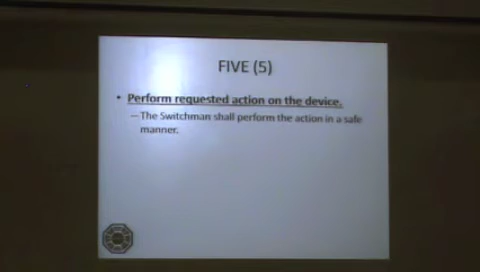 FIVE (5)
• Perform requested action on the device.
– The Switchman shall perform the action in a safe
manner.